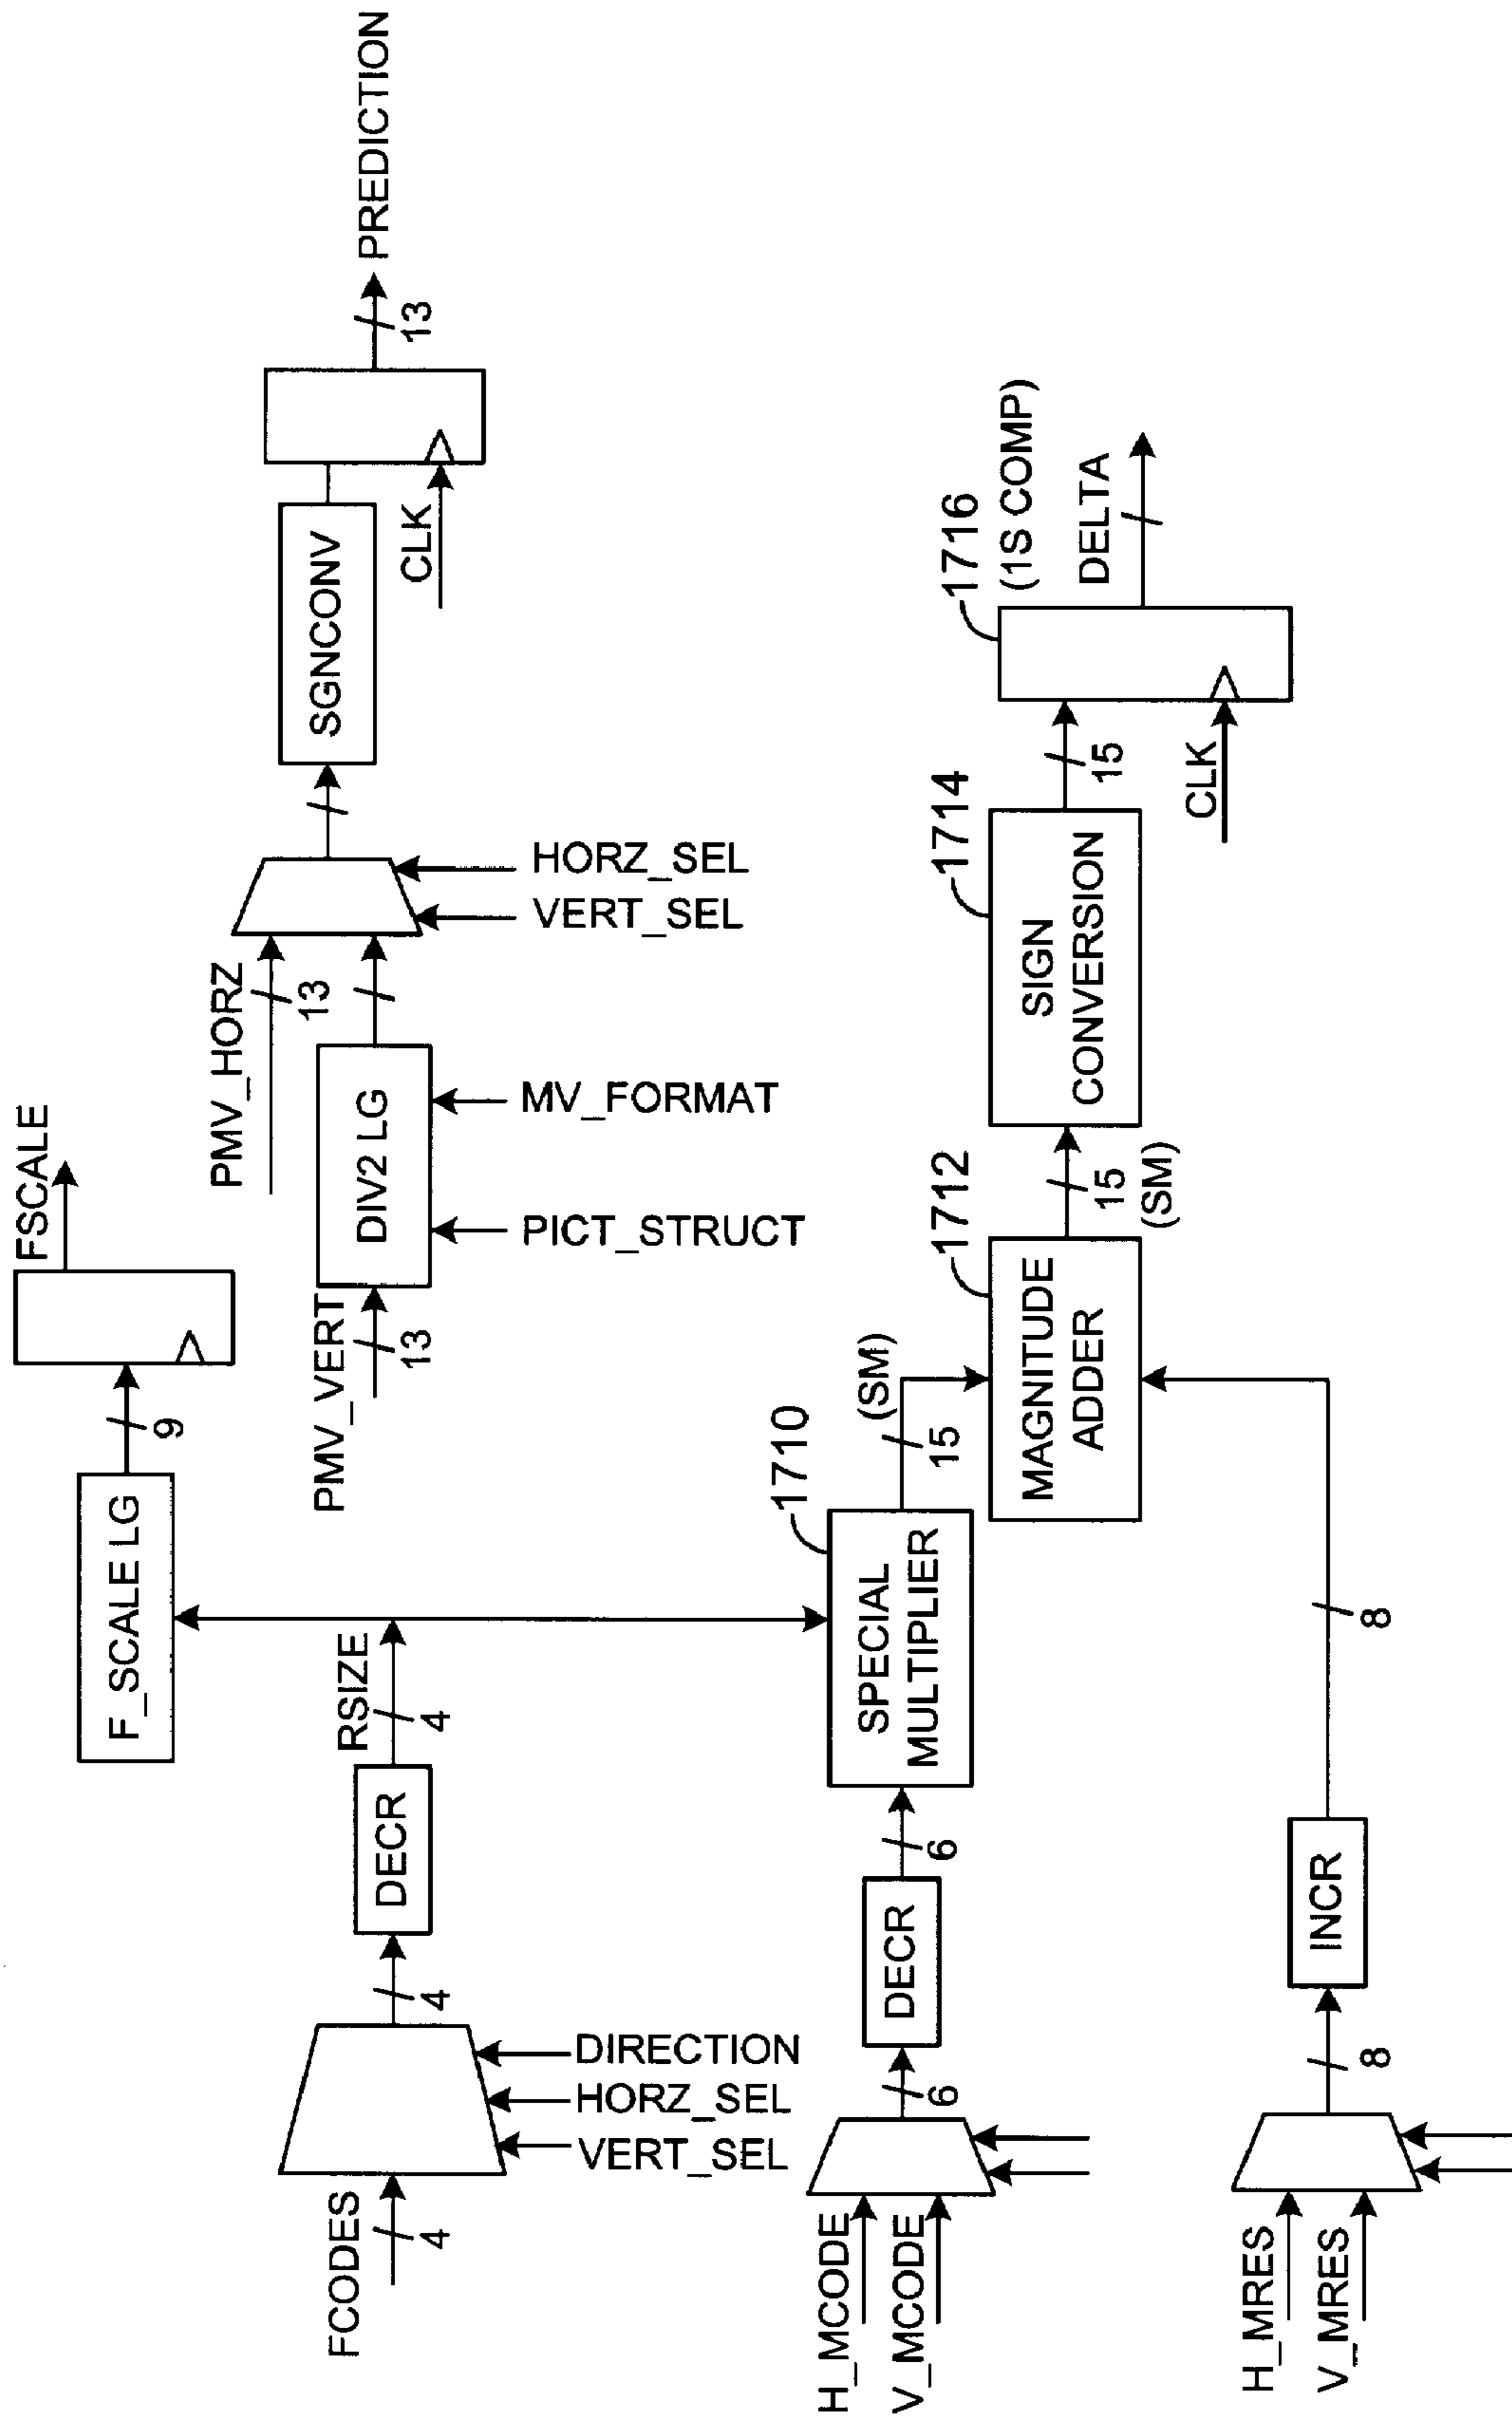 FSCALE
F_SCALE LG
9
PREDICTION
13
SGNCONV
CLK
HORZ_SEL
VERT_SEL
PMV_HORZ
13
DIV2 LG
MV_FORMAT
PICT_STRUCT
PMV_VERT
13
RSIZE
4
DECR
4
DIRECTION
HORZ_SEL
VERT_SEL
FCODES
4
H_MCODE
V_MCODE
6
DECR
6
SPECIAL
MULTIPLIER
1710
15
(SM)
MAGNITUDE
ADDER
1712
15
(SM)
SIGN
CONVERSION
1714
15
CLK
1716
(1S COMP)
DELTA
H_MRES
V_MRES
8
INCR
8